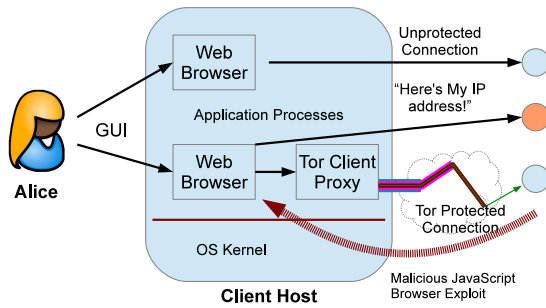 Unprotected
Connection
Web
Browser
"Here's My IP
address!"
Application Processes
GUI
Web
Browser
Tor Client
Proxy
Alice
Tor Protected
Connection
OS Kernel
Malicious JavaScript
Browser Exploit
Client Host